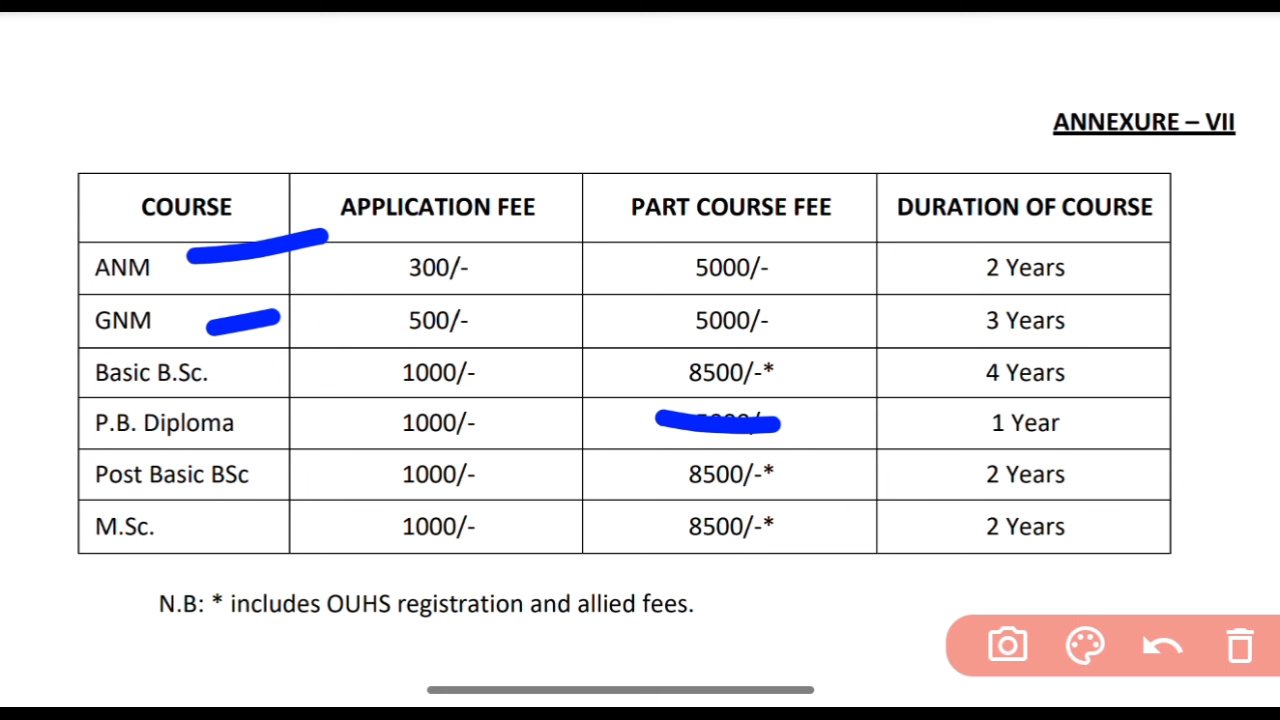 ANNEXURE – VII
COURSE APPLICATION FEE PART COURSE FEE DURATION OF COURSE
ANM 300/- 5000/- 2 Years
GNM 500/- 5000/- 3 Years
Basic B.Sc. 1000/- 8500/-* 4 Years
P.B. Diploma 1000/- 1 Year
Post Basic BSc 1000/- 8500/-* 2 Years
M.Sc. 1000/- 8500/-* 2 Years
N.B: * includes OUHS registration and allied fees.